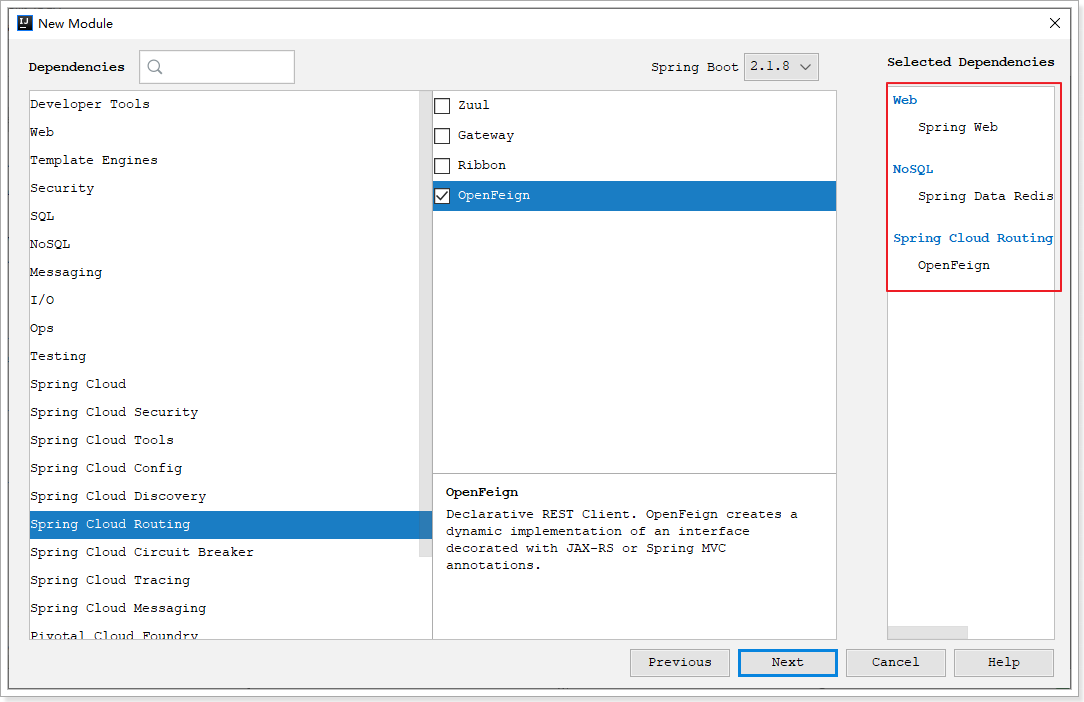 New Module
Dependencies
Spring Boot 2.1.8
Selected Dependencies
Developer Tools
Web
Template Engines
Security
SQL
NoSQL
Messaging
I/O
Ops
Testing
Spring Cloud
Spring Cloud Security
Spring Cloud Tools
Spring Cloud Config
Spring Cloud Discovery
Spring Cloud Routing
Spring Cloud Circuit Breaker
Spring Cloud Tracing
Spring Cloud Messaging
Pivotal Cloud Foundry
Zuul
Gateway
Ribbon
OpenFeign
OpenFeign
Declarative REST Client. OpenFeign creates a
dynamic implementation of an interface
decorated with JAX-RS or Spring MVC
annotations.
Web
Spring Web
NoSQL
Spring Data Redis
Spring Cloud Routing
OpenFeign
Previous
Next
Cancel
Help